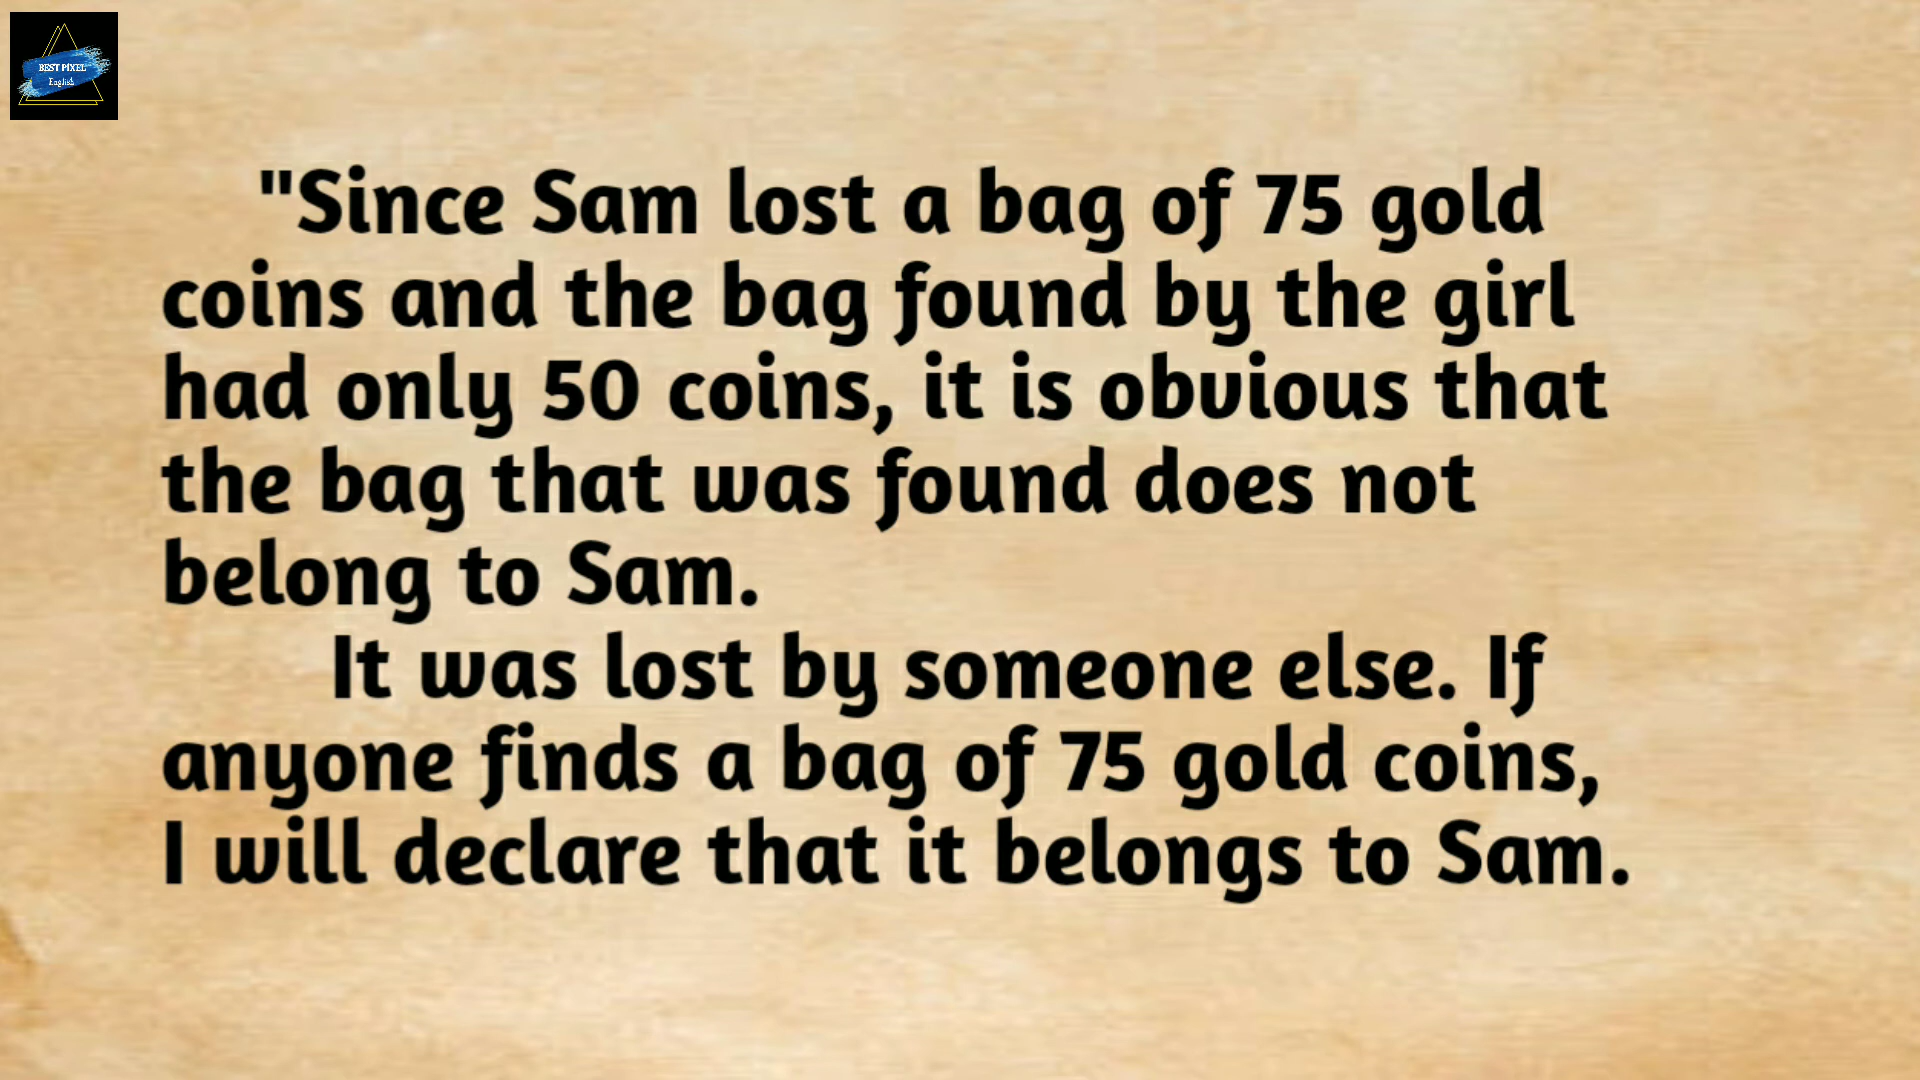 BEST PIXEL
English
"Since Sam lost a bag of 75 gold
coins and the bag found by the girl
had only 50 coins, it is obvious that
the bag that was found does not
belong to Sam.
It was lost by someone else. If
anyone finds a bag of 75 gold coins,
I will declare that it belongs to Sam.